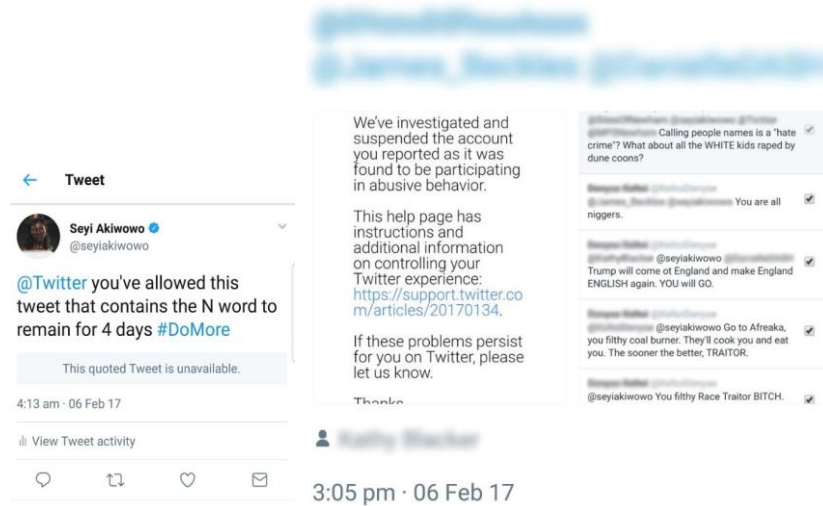 Tweet
Seyi Akiwowo
@seyiakiwowo
@Twitter you've allowed this
tweet that contains the N word to
remain for 4 days #DoMore
This quoted Tweet is unavailable.
4:13 am · 06 Feb 17
View Tweet activity
We've investigated and
suspended the account
you reported as it was
found to be participating
in abusive behavior.
This help page has
instructions and
additional information
on controlling your
Twitter experience:
https://support.twitter.co
m/articles/20170134.
If these problems persist
for you on Twitter, please
let us know.
Thanks
Calling people names is a "hate
crime"? What about all the WHITE kids raped by
dune coons?
You are all
niggers.
@seyiakiwowo
Trump will come ot England and make England
ENGLISH again. YOU will GO.
@seyiakiwowo Go to Afreaka,
you filthy coal burner. They'll cook you and eat
you. The sooner the better, TRAITOR.
@seyiakiwowo You filthy Race Traitor BITCH.
3:05 pm · 06 Feb 17